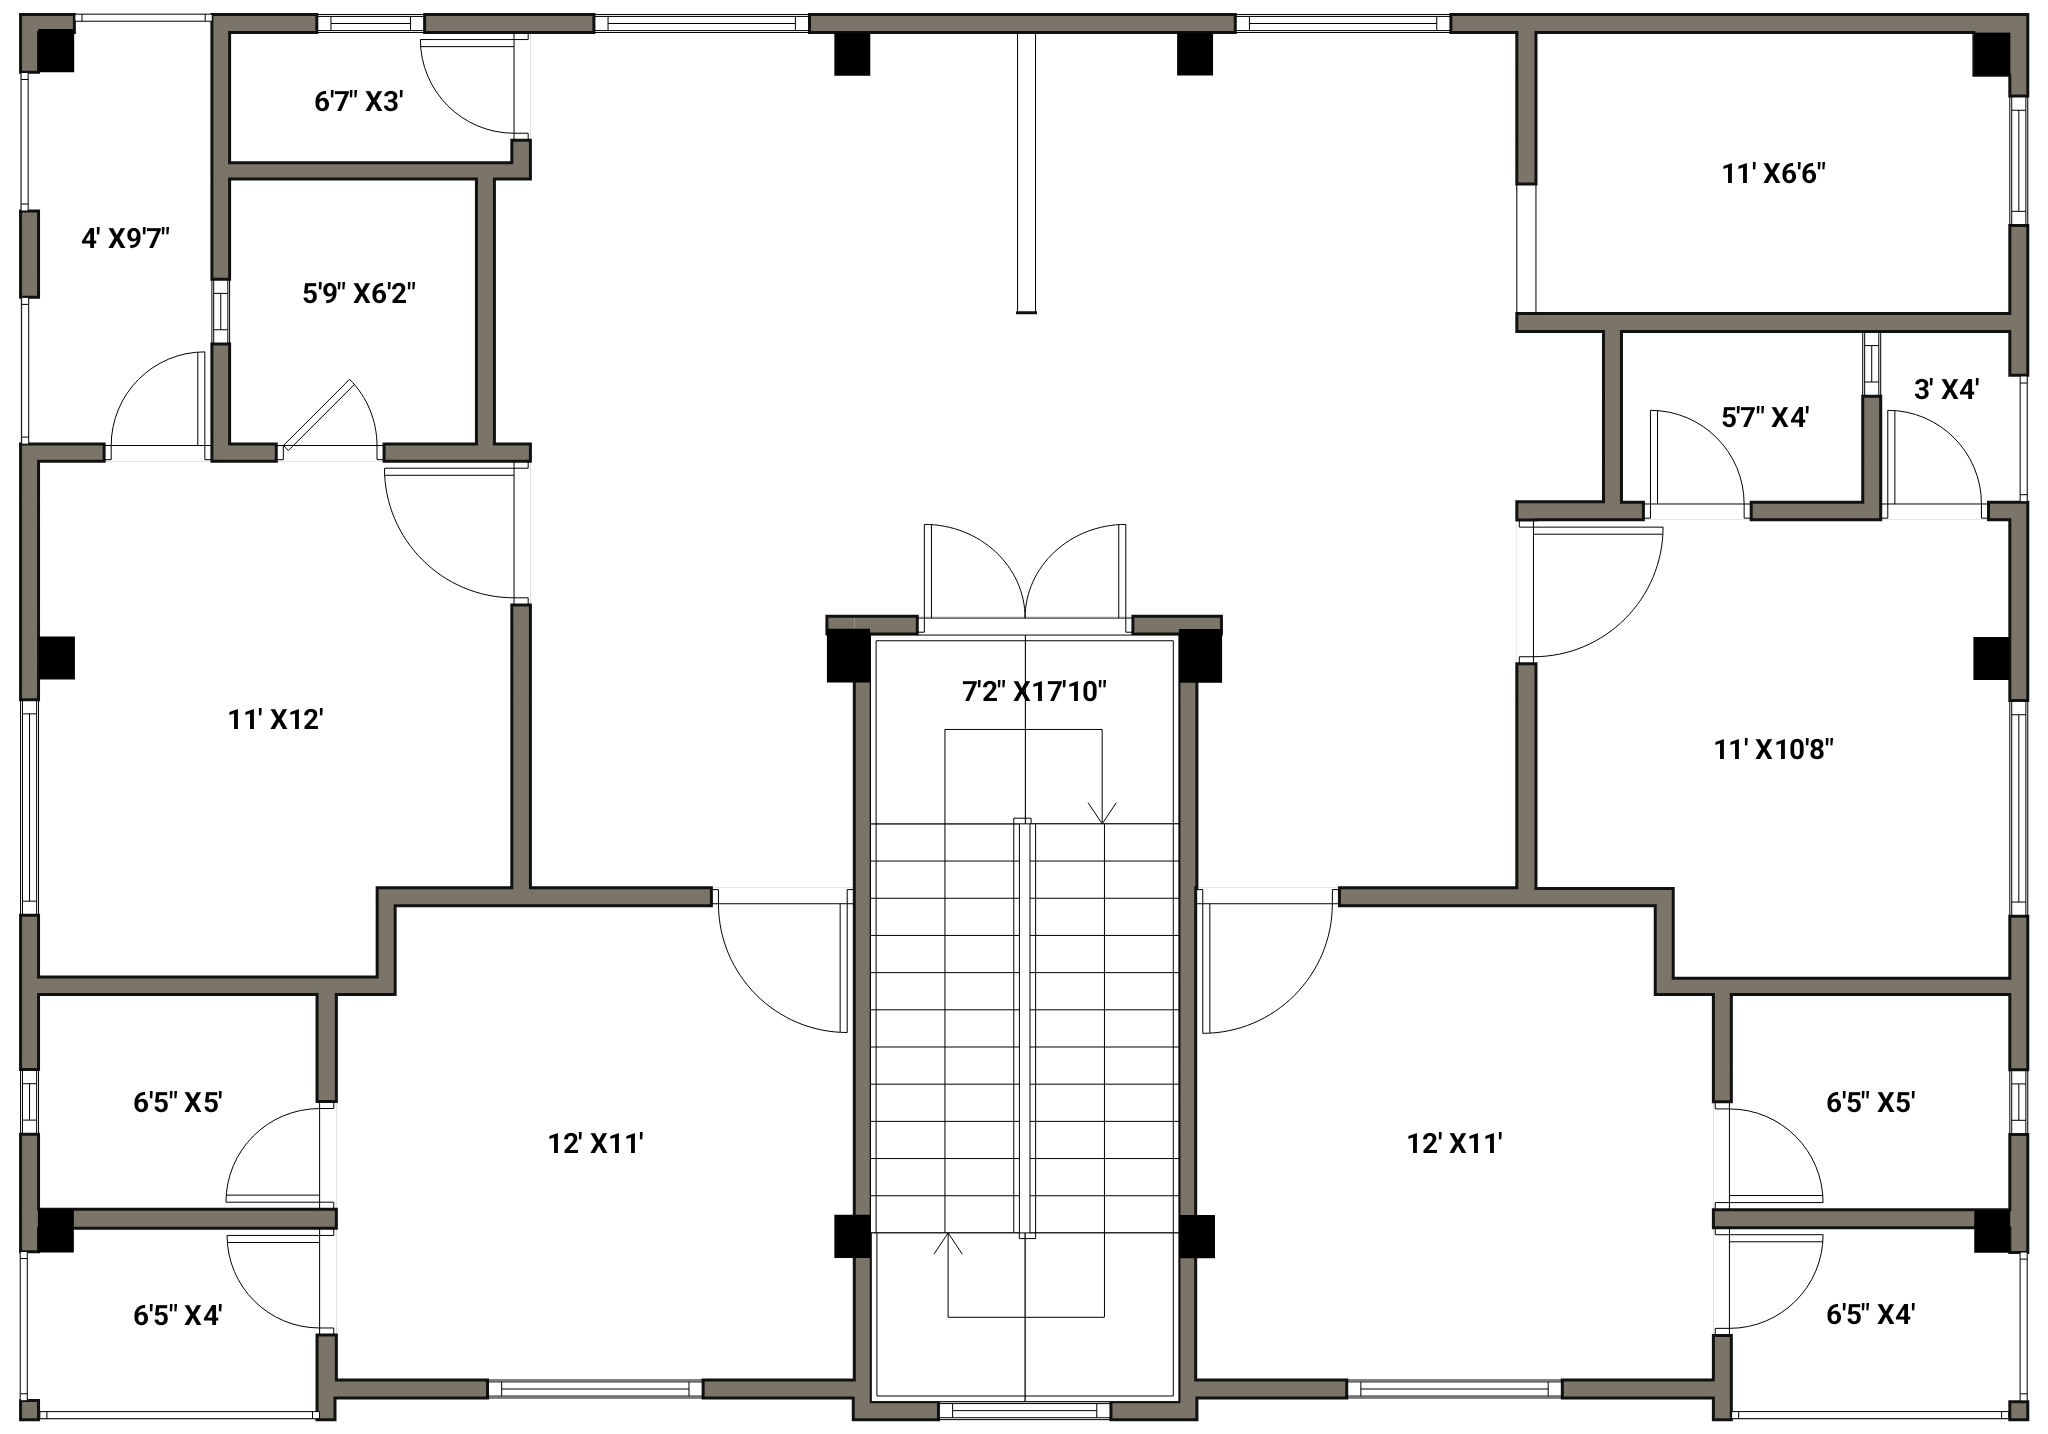 6'7" X3'
11' X6'6"
4' X9'7"
5'9" X6'2"
3' X4'
5'7" X4'
7'2" X17'10"
11' X12'
11' X10'8"
6'5" X5'
6'5" X5'
12' X11'
12' X11'
6'5" X4'
6'5" X4'